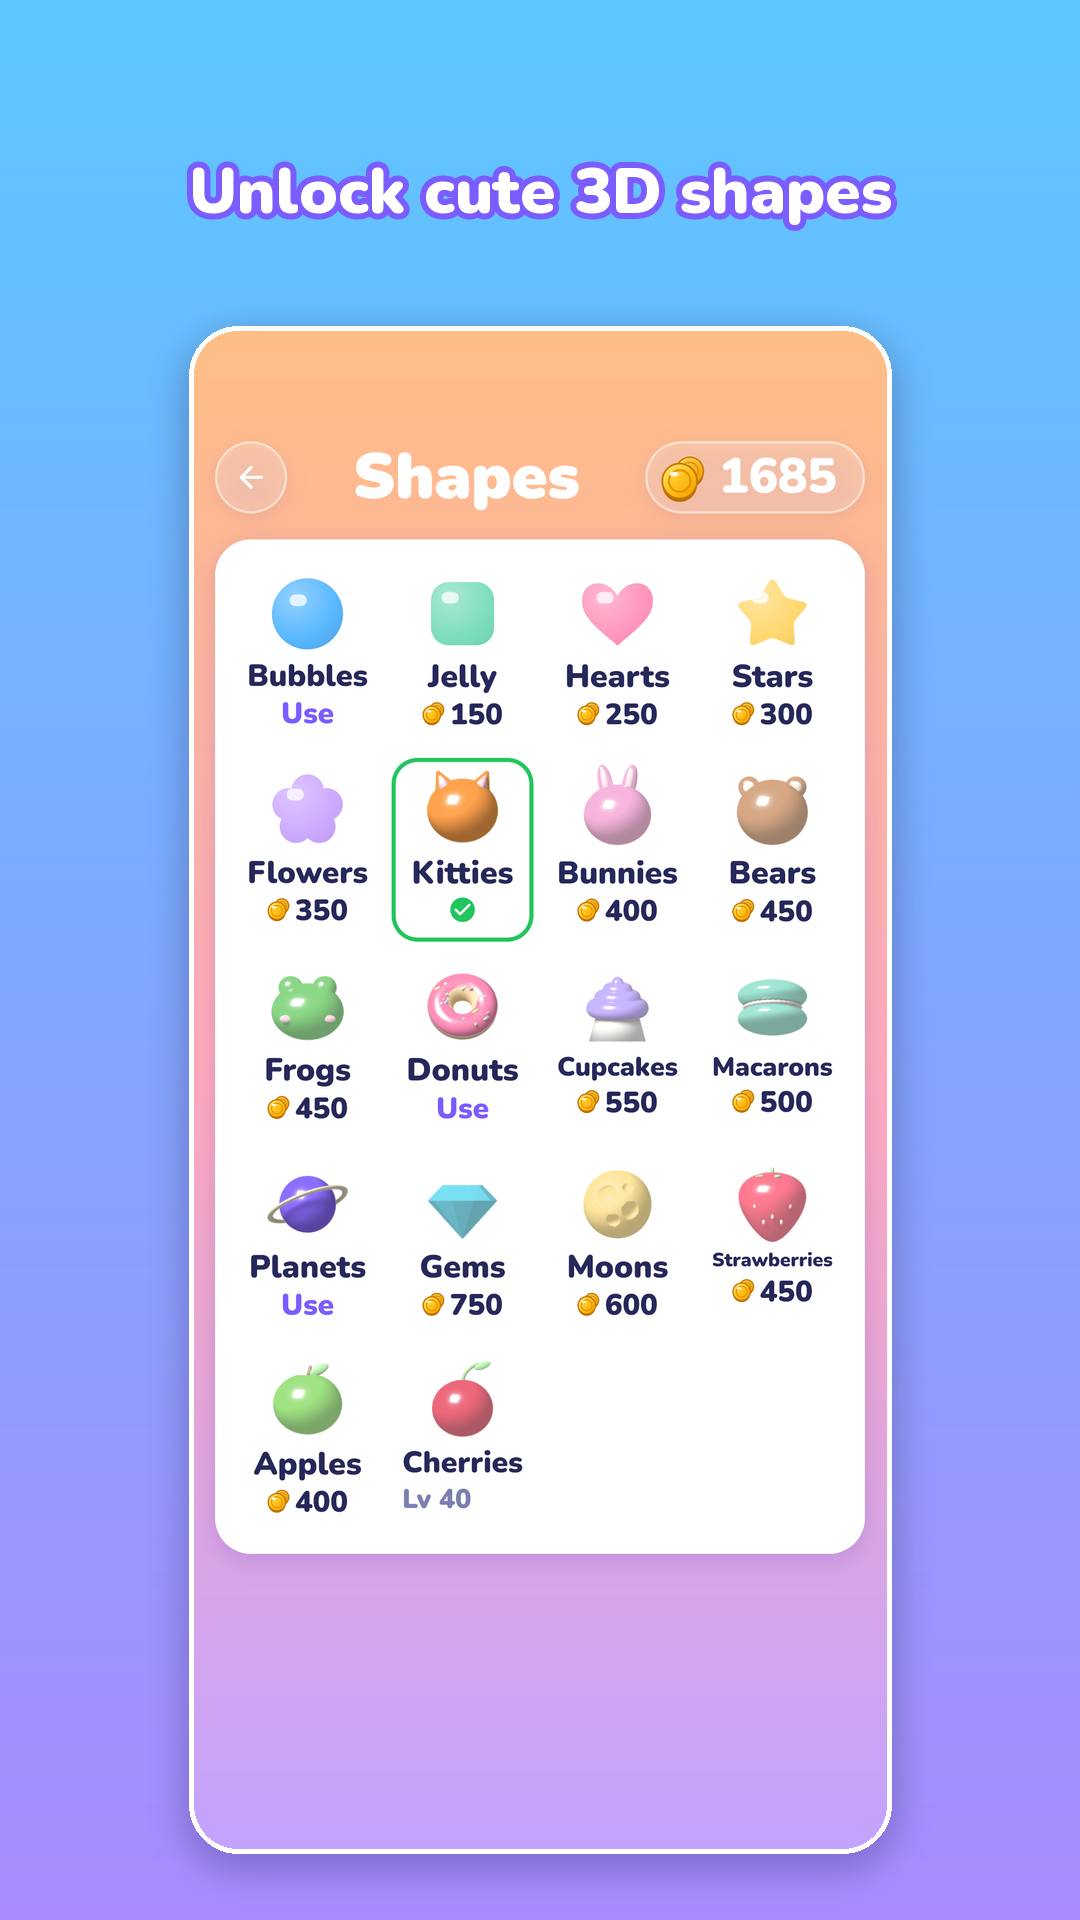 Unlock cute 3D shapes
Shapes
1685
Bubbles
Use
Jelly
150
Hearts
250
Stars
300
Flowers
350
Kitties
Bunnies
400
Bears
450
Frogs
450
Donuts
Use
Cupcakes
550
Macarons
500
Planets
Use
Gems
750
Moons
600
Strawberries
450
Apples
400
Cherries
Lv 40